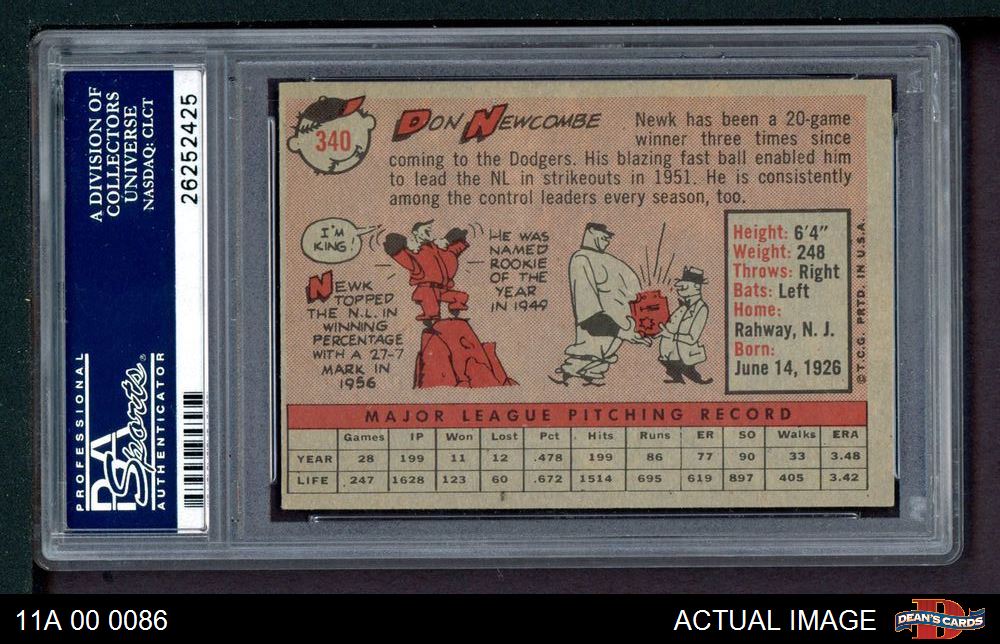 A DIVISION OF
COLLECTORS
UNIVERSE
NASDAQ: CLCT
26252425
PROFESSIONAL
PSA
Sports®
AUTHENTICATOR
340
DON NEWCOMBE
Newk has been a 20-game
winner three times since
coming to the Dodgers. His blazing fast ball enabled him
to lead the NL in strikeouts in 1951. He is consistently
among the control leaders every season, too.
I'M
KING!
NEWK
TOPPED
THE N.L. IN
WINNING
PERCENTAGE
WITH A 27-7
MARK IN
1956
HE WAS
NAMED
ROOKIE
OF THE
YEAR
IN 1949
Height: 6'4"
Weight: 248
Throws: Right
Bats: Left
Home:
Rahway, N. J.
Born:
June 14, 1926
©T.C.G. PRTD. IN U.S.A.
MAJOR LEAGUE PITCHING RECORD
Games IP Won Lost Pct. Hits Runs ER SO Walks ERA
YEAR 28 199 11 12 .478 199 86 77 90 33 3.48
LIFE 247 1628 123 60 .672 1514 695 619 897 405 3.42
11A 00 0086
ACTUAL IMAGE
D
DEAN'S CARDS